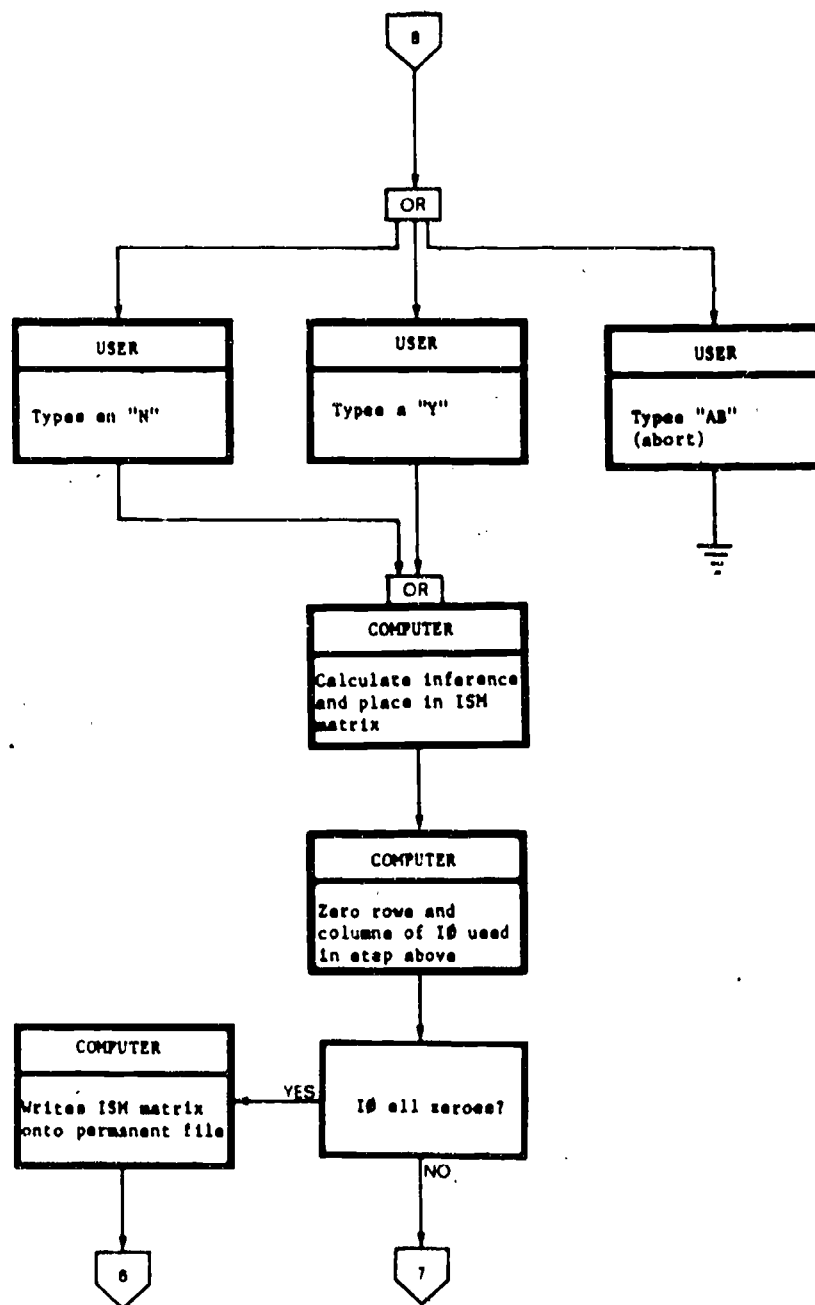 8
OR
USER
Types an "N"
USER
Types a "Y"
USER
Types "AB"
(abort)
OR
COMPUTER
Calculate inference
and place in ISM
matrix
COMPUTER
Zero rows and
columns of IØ used
in step above
COMPUTER
Writes ISM matrix
onto permanent file
YES
IØ all zeroes?
NO
6
7